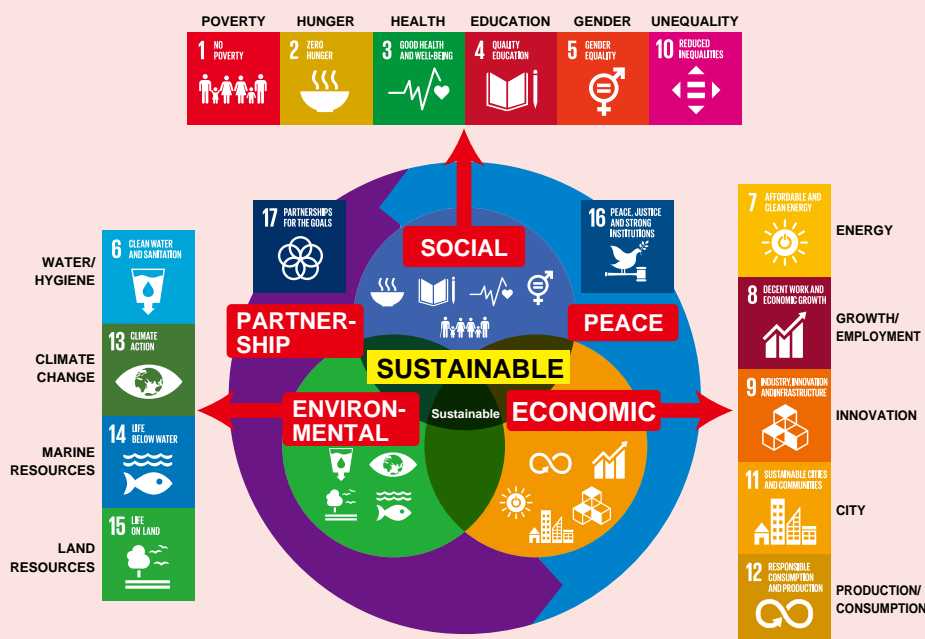 POVERTY HUNGER HEALTH EDUCATION GENDER UNEQUALITY
1 NO
POVERTY
2 ZERO
HUNGER
3 GOOD HEALTH
AND WELL-BEING
4 QUALITY
EDUCATION
5 GENDER
EQUALITY
10 REDUCED
INEQUALITIES
17 PARTNERSHIPS
FOR THE GOALS
16 PEACE, JUSTICE
AND STRONG
INSTITUTIONS
SOCIAL
PARTNER-
SHIP
PEACE
SUSTAINABLE
ENVIRON-
MENTAL
Sustainable
ECONOMIC
WATER/
HYGIENE
6 CLEAN WATER
AND SANITATION
CLIMATE
CHANGE
13 CLIMATE
ACTION
MARINE
RESOURCES
14 LIFE
BELOW WATER
LAND
RESOURCES
15 LIFE
ON LAND
7 AFFORDABLE AND
CLEAN ENERGY
ENERGY
8 DECENT WORK AND
ECONOMIC GROWTH
GROWTH/
EMPLOYMENT
9 INDUSTRY, INNOVATION
AND INFRASTRUCTURE
INNOVATION
11 SUSTAINABLE CITIES
AND COMMUNITIES
CITY
12 RESPONSIBLE
CONSUMPTION
AND PRODUCTION
PRODUCTION/
CONSUMPTION